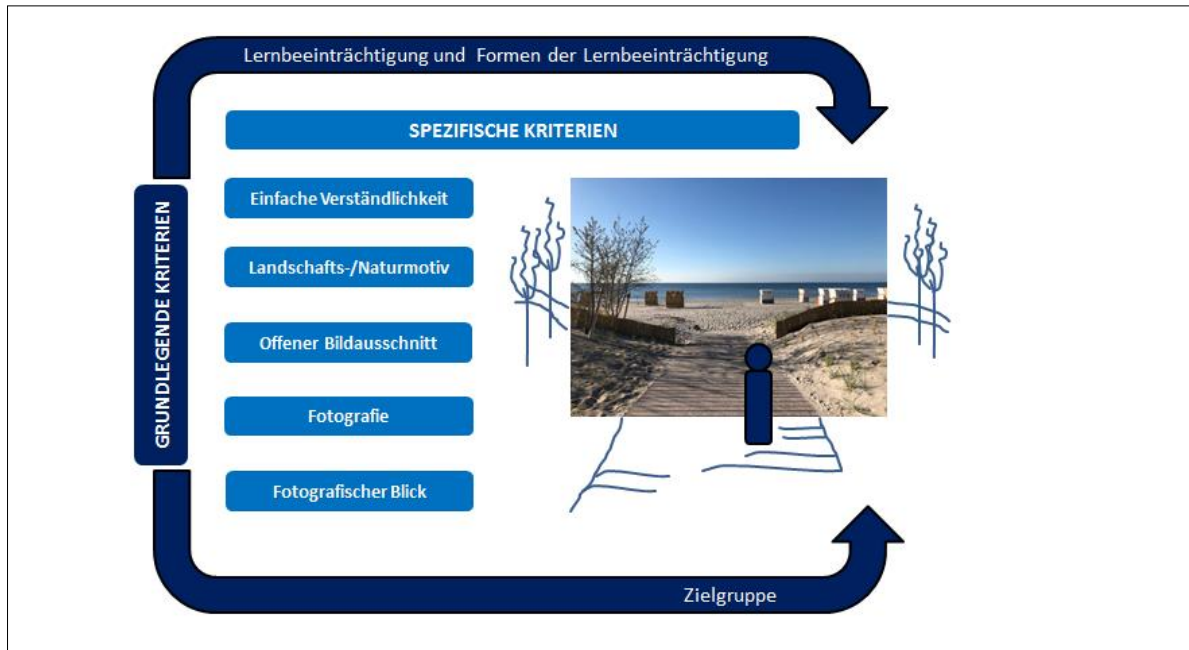 Lernbeeinträchtigung und Formen der Lernbeeinträchtigung
SPEZIFISCHE KRITERIEN
GRUNDLEGENDE KRITERIEN
Einfache Verständlichkeit
Landschafts-/Naturmotiv
Offener Bildausschnitt
Fotografie
Fotografischer Blick
Zielgruppe